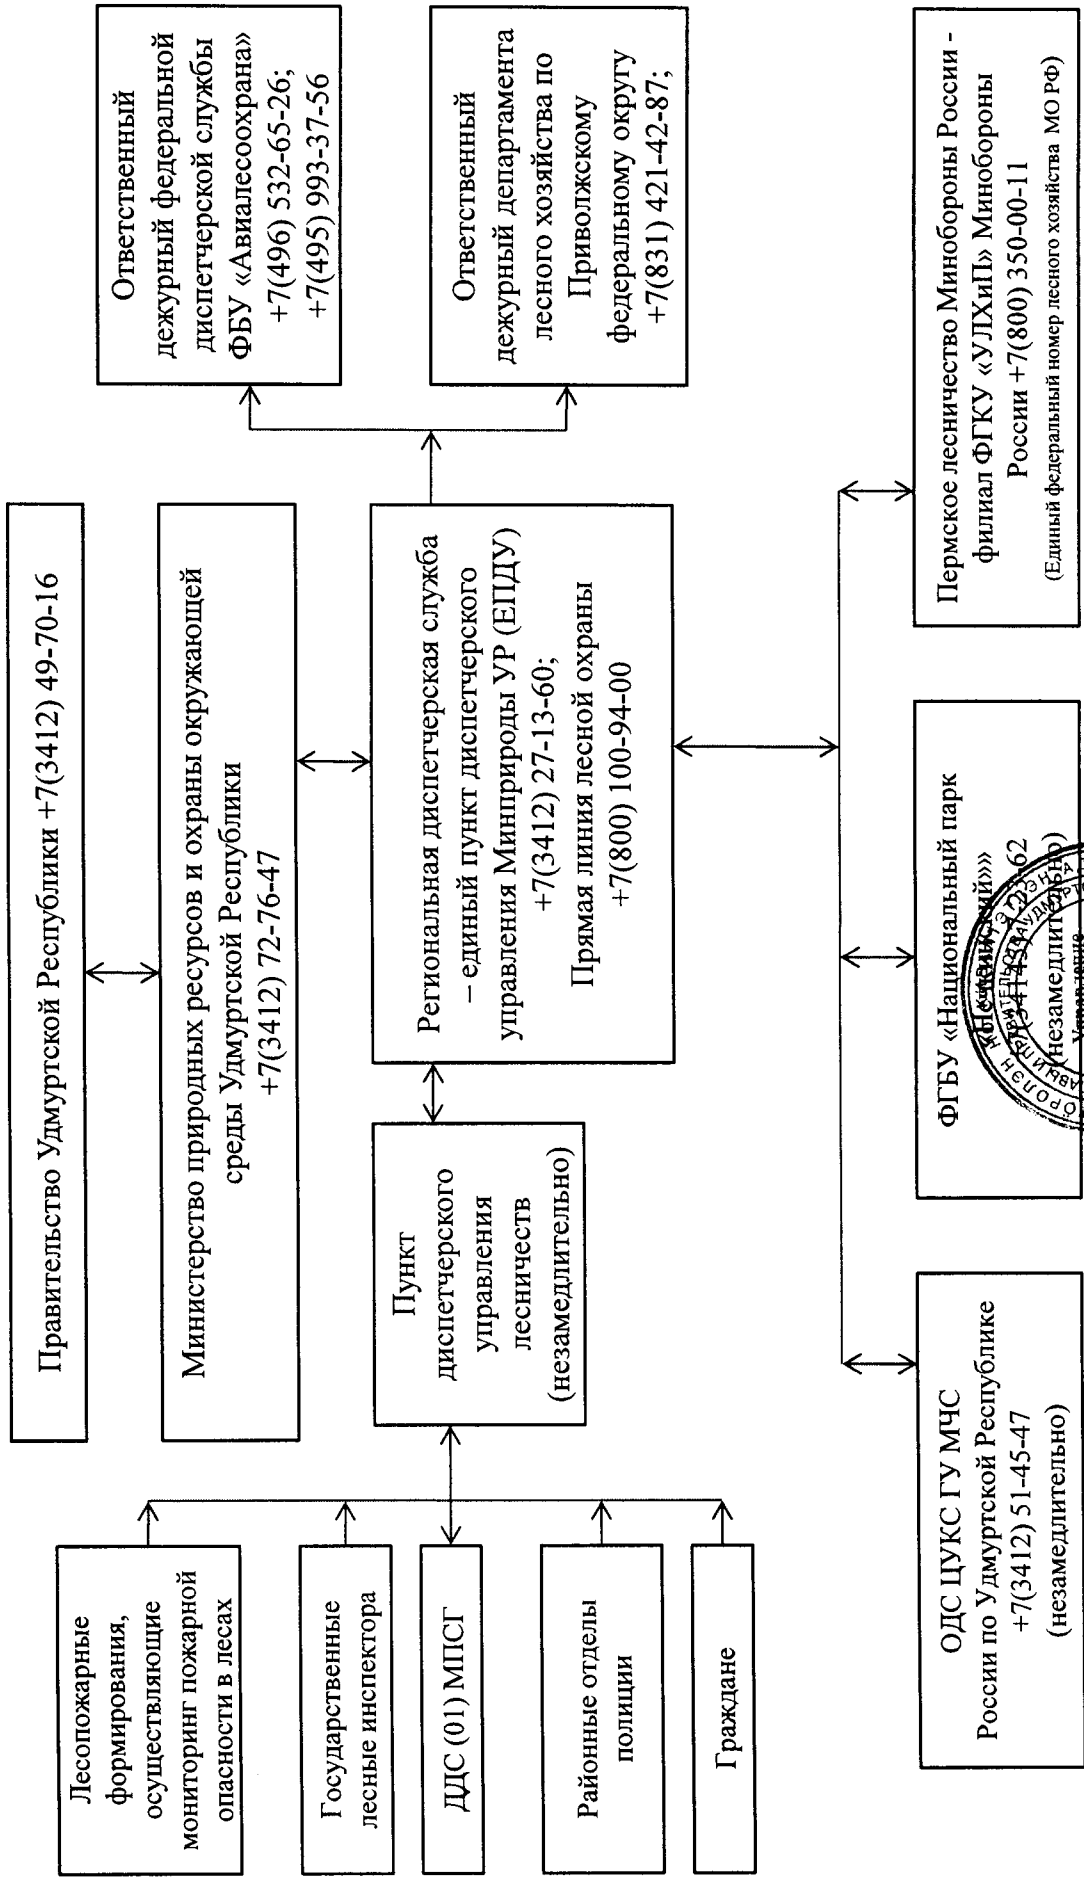 Правительство Удмуртской Республики +7(3412) 49-70-16
Министерство природных ресурсов и охраны окружающей
среды Удмуртской Республики
+7(3412) 72-76-47
Лесопожарные
формирования,
осуществляющие
мониторинг пожарной
опасности в лесах
Государственные
лесные инспектора
ДДС (01) МПСГ
Районные отделы
полиции
Граждане
Пункт
диспетчерского
управления
лесничеств
(незамедлительно)
Региональная диспетчерская служба
– единый пункт диспетчерского
управления Минприроды УР (ЕПДУ)
+7(3412) 27-13-60;
Прямая линия лесной охраны
+7(800) 100-94-00
Ответственный
дежурный федеральной
диспетчерской службы
ФБУ «Авиалесоохрана»
+7(496) 532-65-26;
+7(495) 993-37-56
Ответственный
дежурный департамента
лесного хозяйства по
Приволжскому
федеральному округу
+7(831) 421-42-87;
ОДС ЦУКС ГУ МЧС
России по Удмуртской Республике
+7(3412) 51-45-47
(незамедлительно)
ФГБУ «Национальный парк
(незамедлительно)
Управление
Пермское лесничество Минобороны России -
филиал ФГКУ «УЛХиП» Минобороны
России +7(800) 350-00-11
(Единый федеральный номер лесного хозяйства МО РФ)